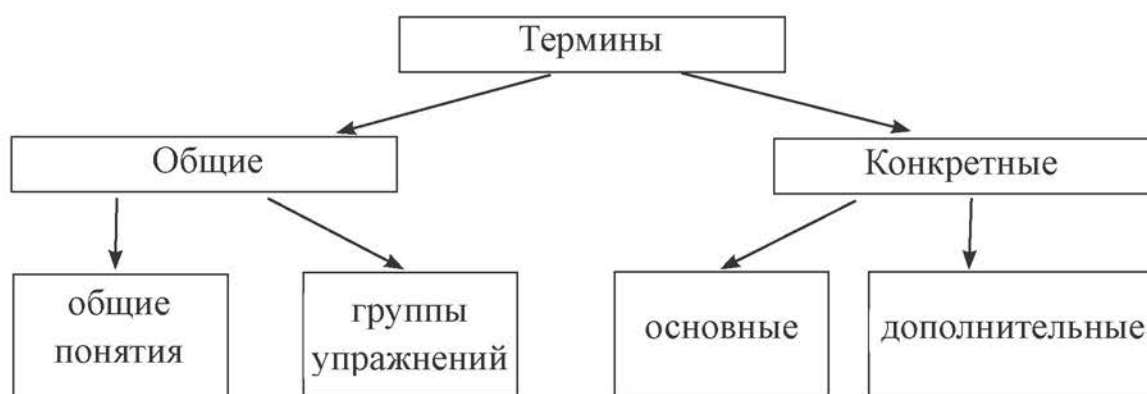 Термины
Общие
Конкретные
общие
понятия
группы
упражнений
основные
дополнительные